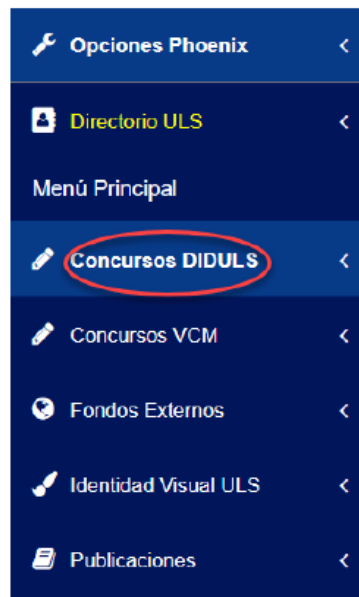 Opciones Phoenix
Directorio ULS
Menú Principal
Concursos DIDULS
Concursos VCM
Fondos Externos
Identidad Visual ULS
Publicaciones